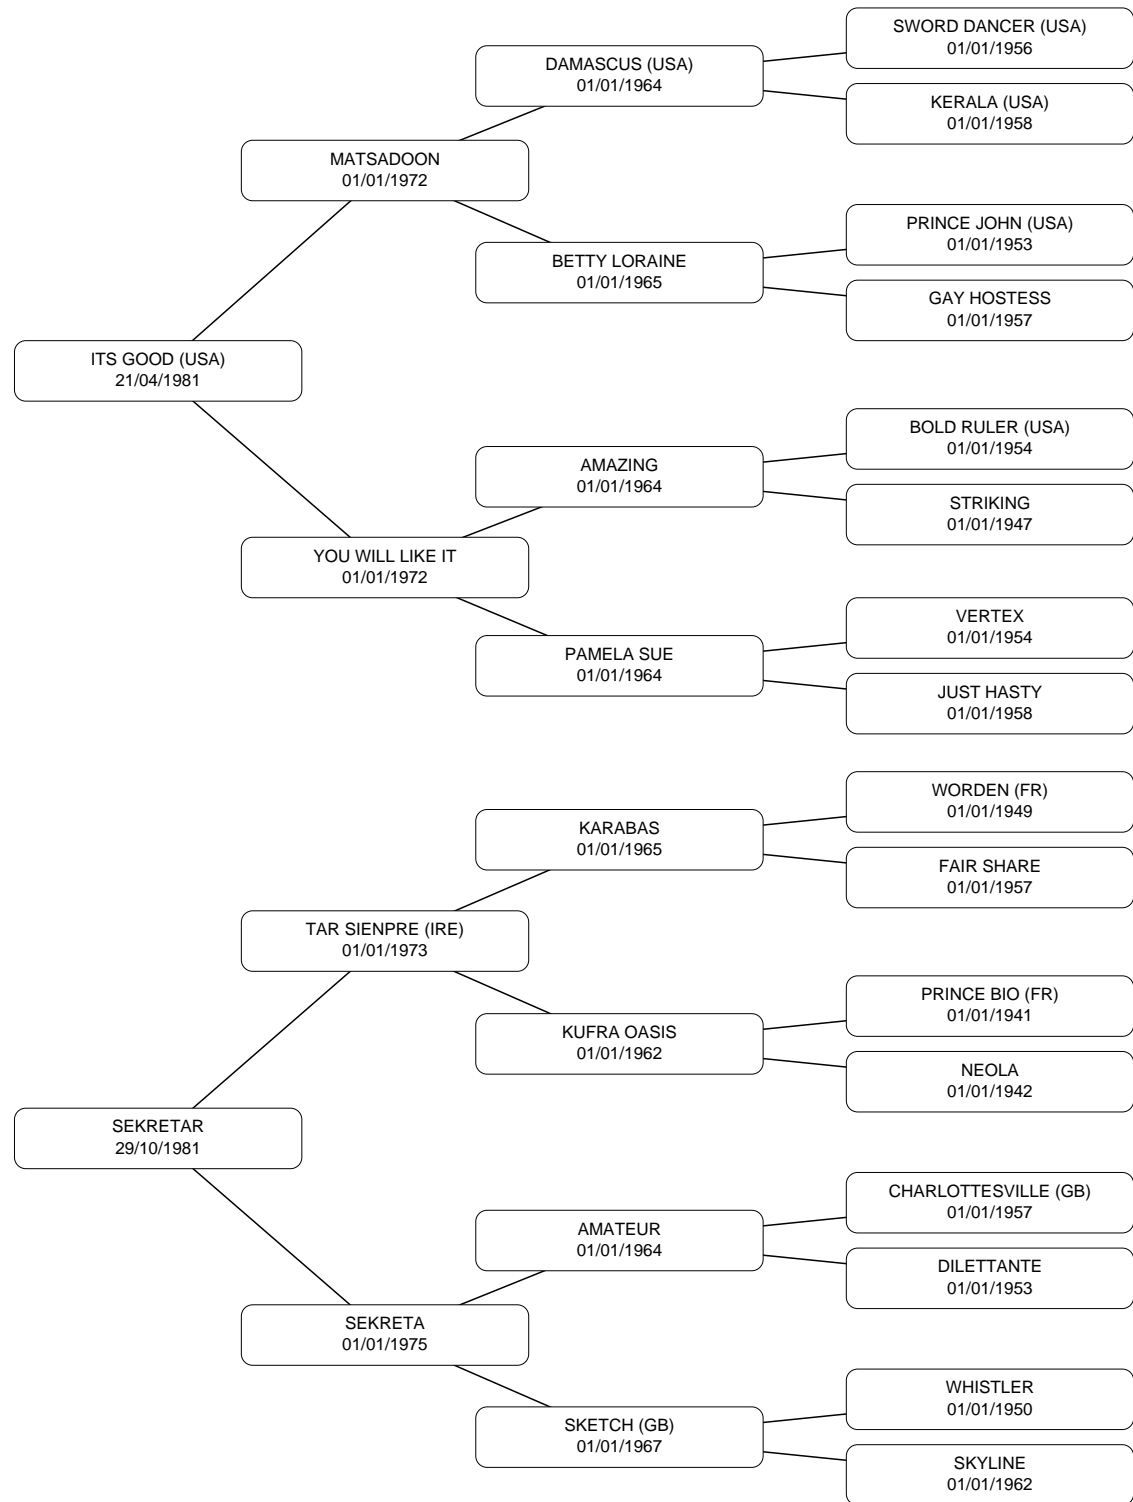 SWORD DANCER (USA)
01/01/1956
DAMASCUS (USA)
01/01/1964
KERALA (USA)
01/01/1958
MATSADOON
01/01/1972
PRINCE JOHN (USA)
01/01/1953
BETTY LORAINE
01/01/1965
GAY HOSTESS
01/01/1957
ITS GOOD (USA)
21/04/1981
BOLD RULER (USA)
01/01/1954
AMAZING
01/01/1964
STRIKING
01/01/1947
YOU WILL LIKE IT
01/01/1972
VERTEX
01/01/1954
PAMELA SUE
01/01/1964
JUST HASTY
01/01/1958
WORDEN (FR)
01/01/1949
KARABAS
01/01/1965
FAIR SHARE
01/01/1957
TAR SIENPRE (IRE)
01/01/1973
PRINCE BIO (FR)
01/01/1941
KUFRA OASIS
01/01/1962
NEOLA
01/01/1942
SEKRETAR
29/10/1981
CHARLOTTESVILLE (GB)
01/01/1957
AMATEUR
01/01/1964
DILETTANTE
01/01/1953
SEKRETA
01/01/1975
WHISTLER
01/01/1950
SKETCH (GB)
01/01/1967
SKYLINE
01/01/1962